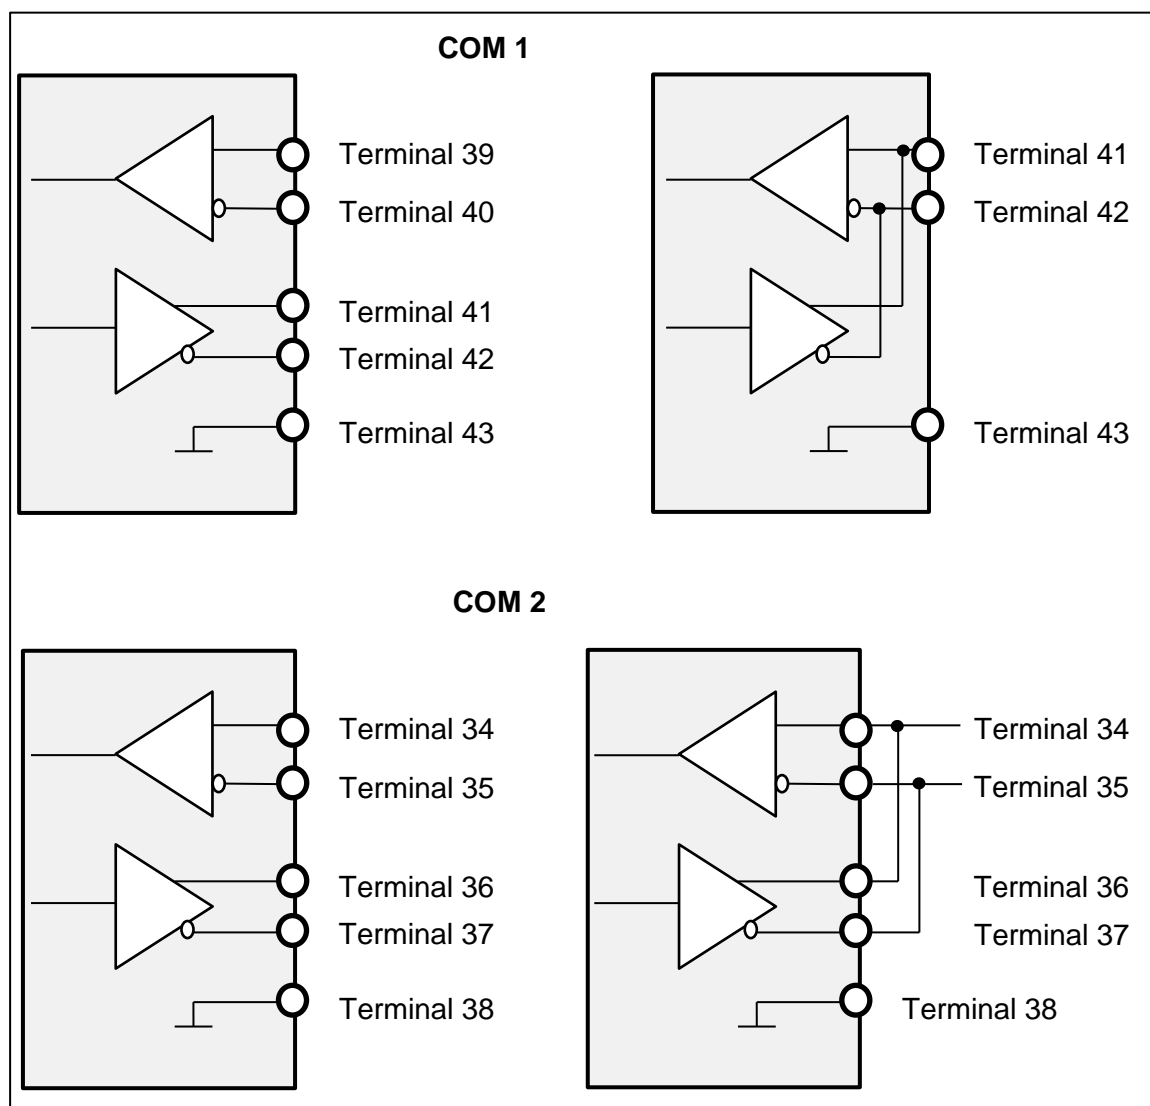 COM 1
Terminal 39
Terminal 40
Terminal 41
Terminal 42
Terminal 43
Terminal 41
Terminal 42
Terminal 43
COM 2
Terminal 34
Terminal 35
Terminal 36
Terminal 37
Terminal 38
Terminal 34
Terminal 35
Terminal 36
Terminal 37
Terminal 38